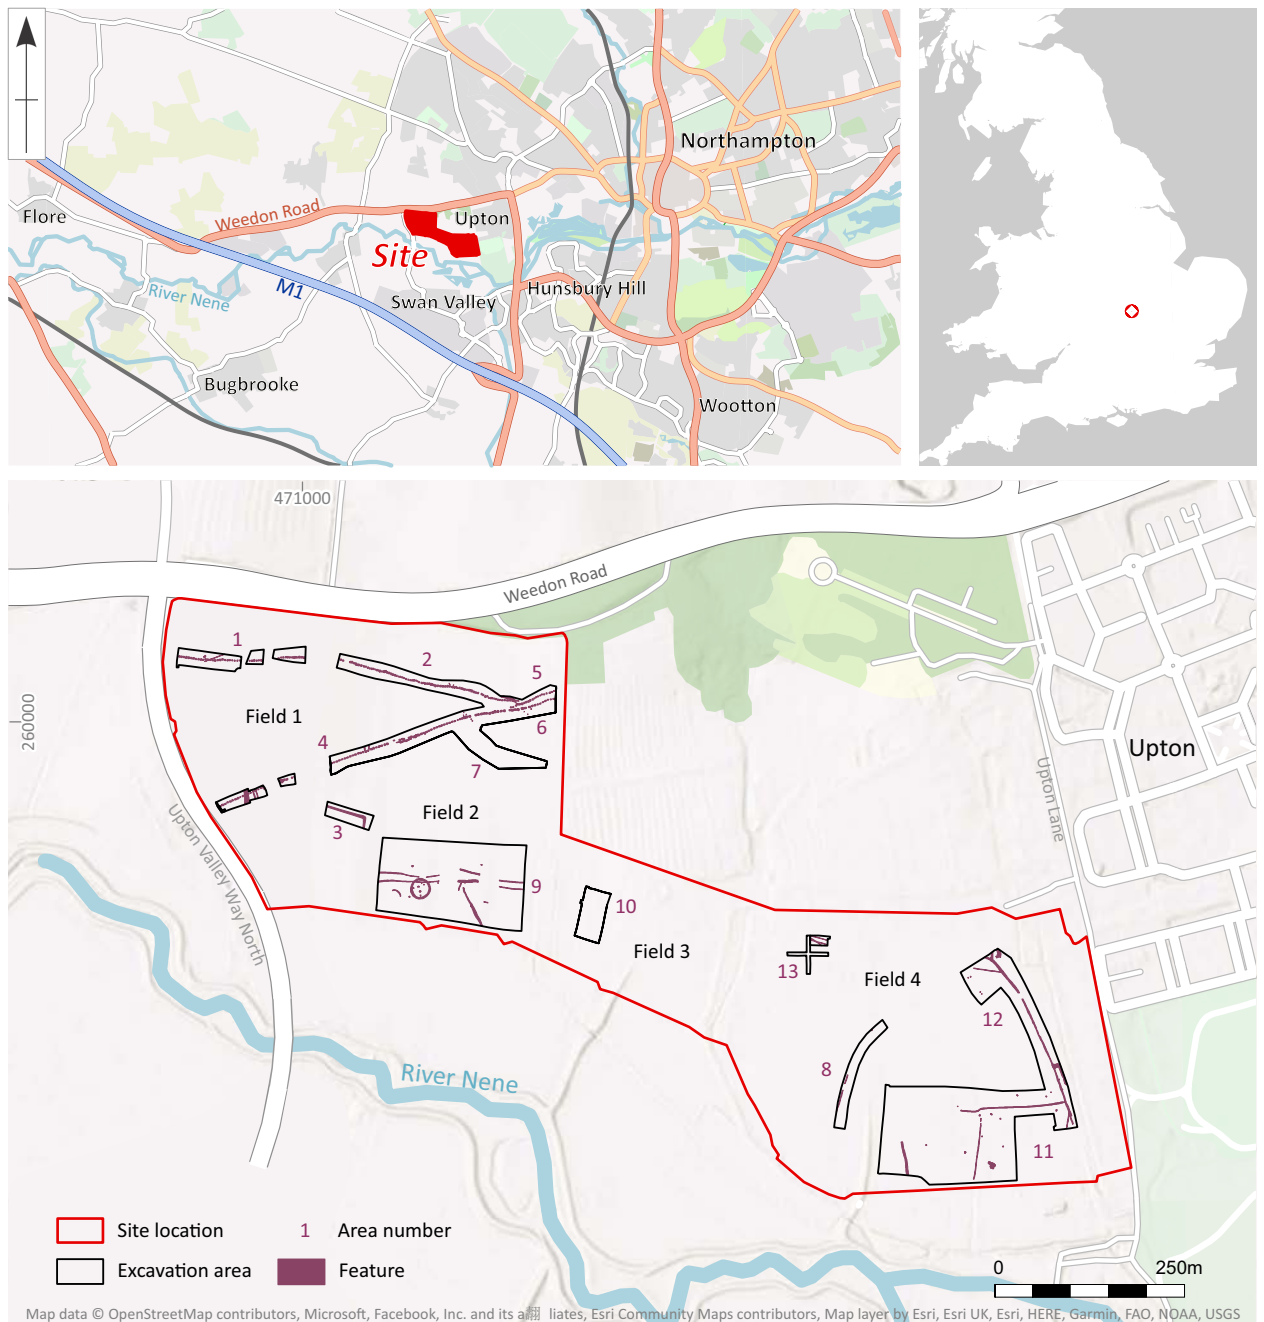 Northampton
Flore
Weedon Road
Upton
Site
River Nene
M1
Swan Valley
Hunsbury Hill
Bugbrooke
Wootton
471000
Weedon Road
1
2
5
260000
Field 1
6
4
7
Upton
Upton Lane
Field 2
3
Upton Valley Way North
9
10
Field 3
13
Field 4
12
8
River Nene
11
Site location
1 Area number
Excavation area
Feature
0 250m
Map data © OpenStreetMap contributors, Microsoft, Facebook, Inc. and its a翻 liates, Esri Community Maps contributors, Map layer by Esri, Esri UK, Esri, HERE, Garmin, FAO, NOAA, USGS